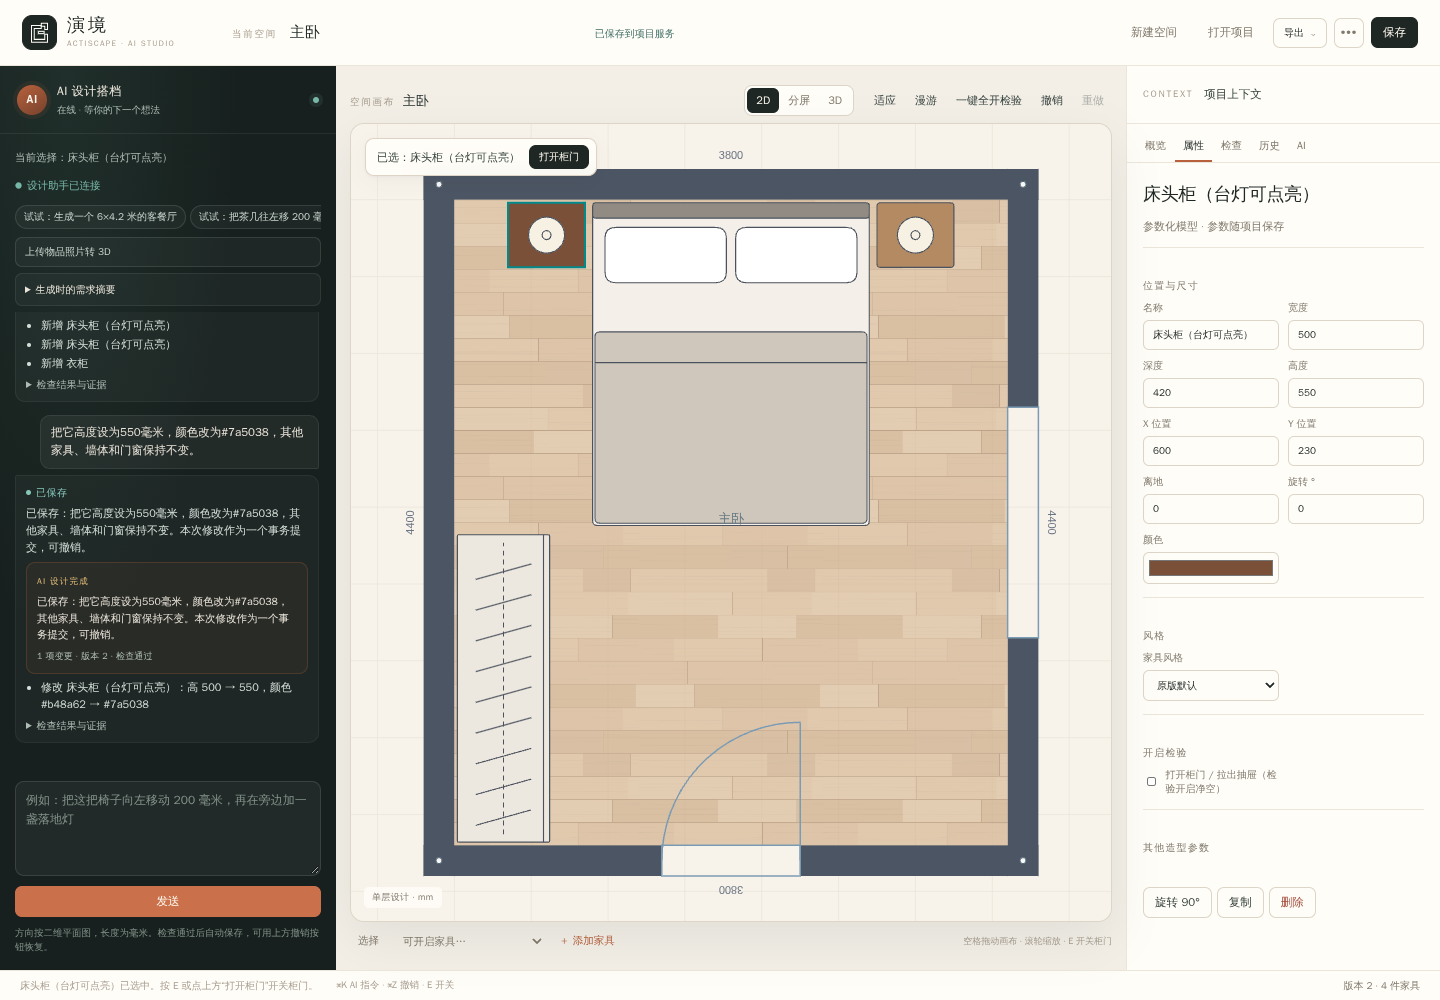 演境
ACTISCAPE · AI STUDIO
当前空间 主卧
已保存到项目服务
新建空间
打开项目
导出
保存
AI
AI 设计搭档
在线 · 等你的下一个想法
当前选择：床头柜（台灯可点亮）
设计助手已连接
试试：生成一个 6×4.2 米的客餐厅
试试：把茶几往左移 200 毫
上传物品照片转 3D
▶ 生成时的需求摘要
• 新增 床头柜（台灯可点亮）
• 新增 床头柜（台灯可点亮）
• 新增 衣柜
▶ 检查结果与证据
把它高度设为550毫米，颜色改为#7a5038，其他
家具、墙体和门窗保持不变。
已保存
已保存：把它高度设为550毫米，颜色改为#7a5038，其
他家具、墙体和门窗保持不变。本次修改作为一个事务提
交，可撤销。
AI 设计完成
已保存：把它高度设为550毫米，颜色改为#7a5038，
其他家具、墙体和门窗保持不变。本次修改作为一个事
务提交，可撤销。
1 项变更 · 版本 2 · 检查通过
• 修改 床头柜（台灯可点亮）：高 500 → 550，颜色
#b48a62 → #7a5038
▶ 检查结果与证据
例如：把这把椅子向左移动 200 毫米，再在旁边加一
盏落地灯
发送
方向按二维平面图，长度为毫米。检查通过后自动保存，可用上方撤销按
钮恢复。
空间画布 主卧
2D 分屏 3D
适应 漫游 一键全开检验 撤销 重做
已选：床头柜（台灯可点亮） 打开柜门
3800
4400
主卧
4400
3800
单层设计 · mm
选择 可开启家具… + 添加家具
空格拖动画布 · 滚轮缩放 · E 开关柜门
CONTEXT 项目上下文
概览 属性 检查 历史 AI
床头柜（台灯可点亮）
参数化模型 · 参数随项目保存
位置与尺寸
名称 宽度
床头柜（台灯可点亮） 500
深度 高度
420 550
X 位置 Y 位置
600 230
离地 旋转 °
0 0
颜色
风格
家具风格
原版默认
开启检验
打开柜门 / 拉出抽屉（检
验开启净空）
其他造型参数
旋转 90° 复制 删除
床头柜（台灯可点亮）已选中。按 E 或点上方“打开柜门”开关柜门。
⌘K AI 指令 · ⌘Z 撤销 · E 开关
版本 2 · 4 件家具